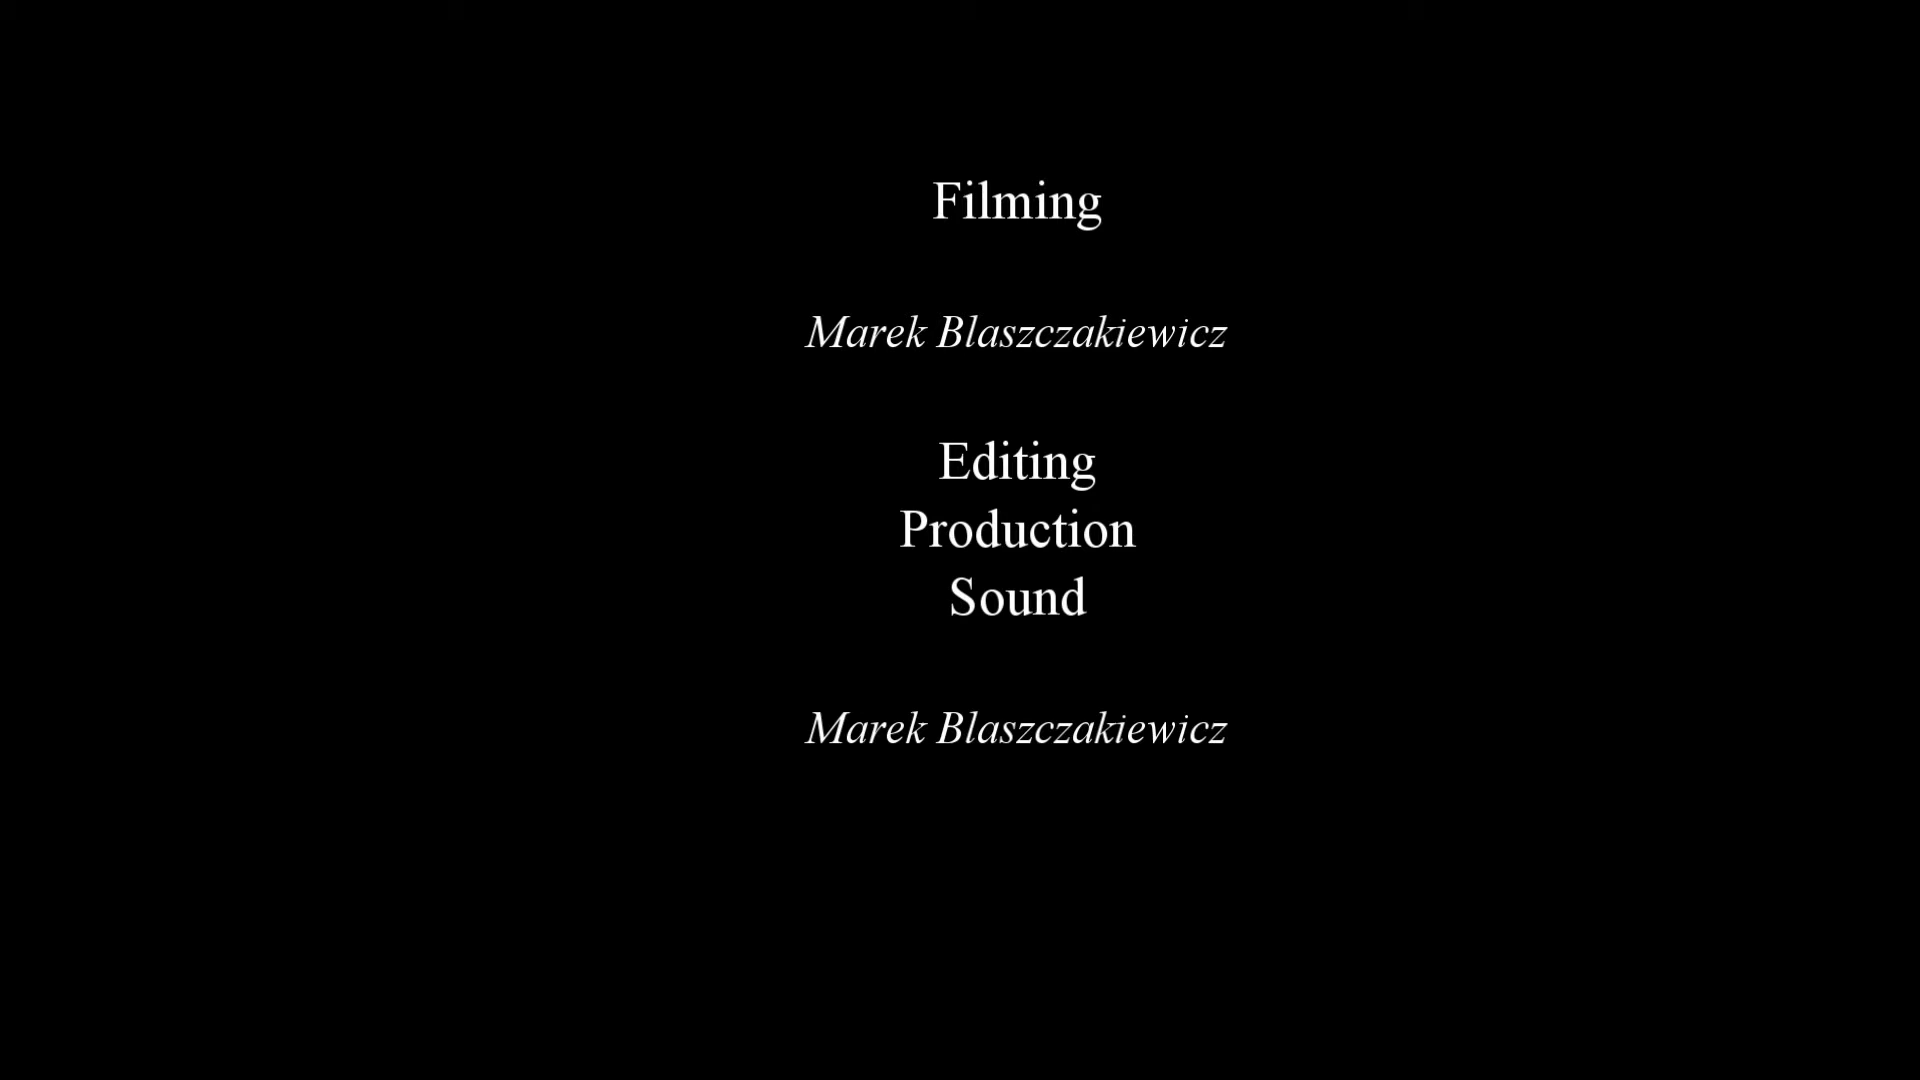 Filming
Marek Blaszczakiewicz
Editing
Production
Sound
Marek Blaszczakiewicz